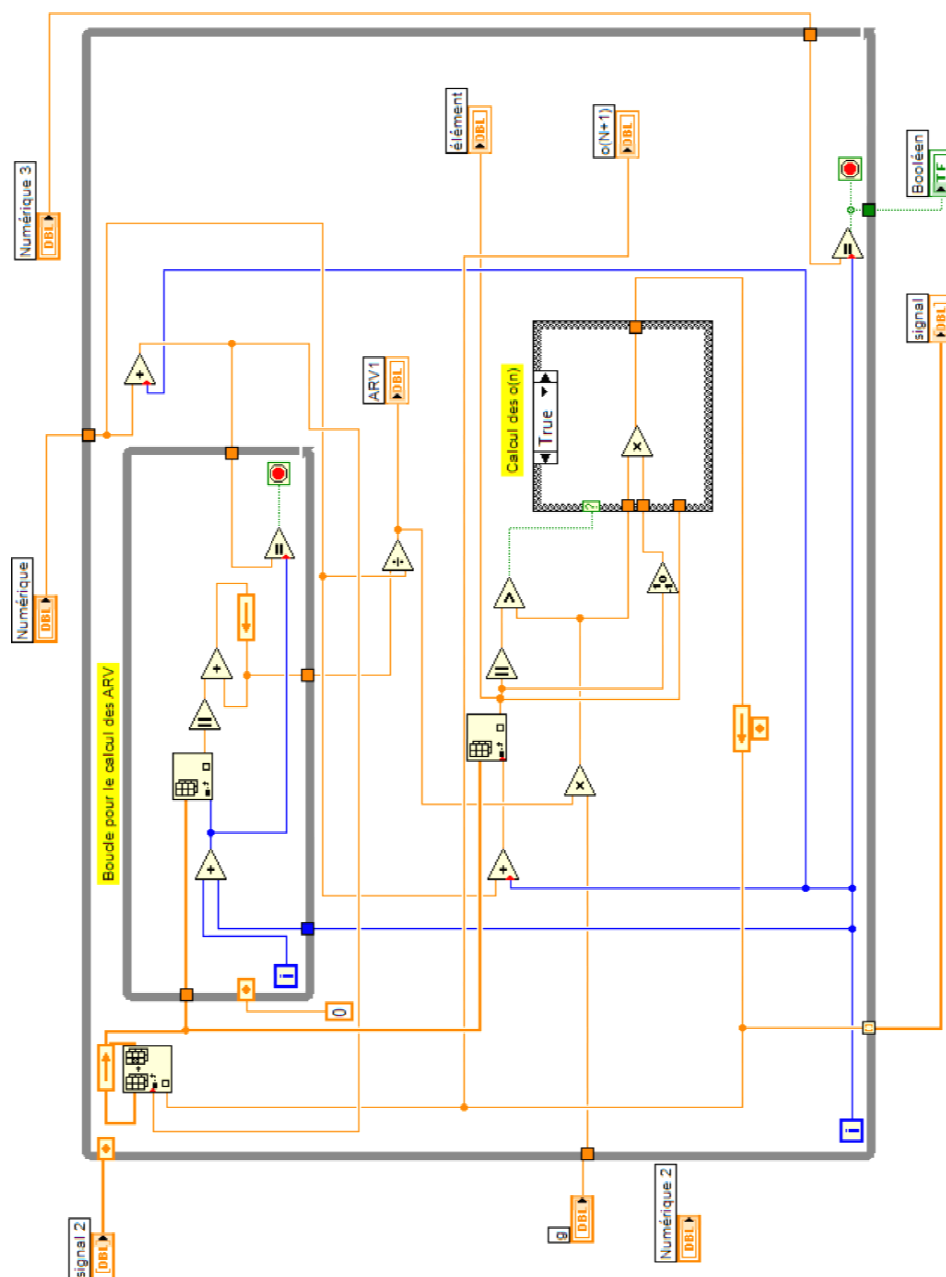 signal 2
DBL
Numérique
DBL
Numérique 3
DBL
Boucle pour le calcul des ARV
i
0
ARV1
DBL
élément
DBL
o(N+1)
DBL
Calcul des o(n)
True
?
ig
DBL
Numérique 2
DBL
i
signal
DBL
Booléen
TF